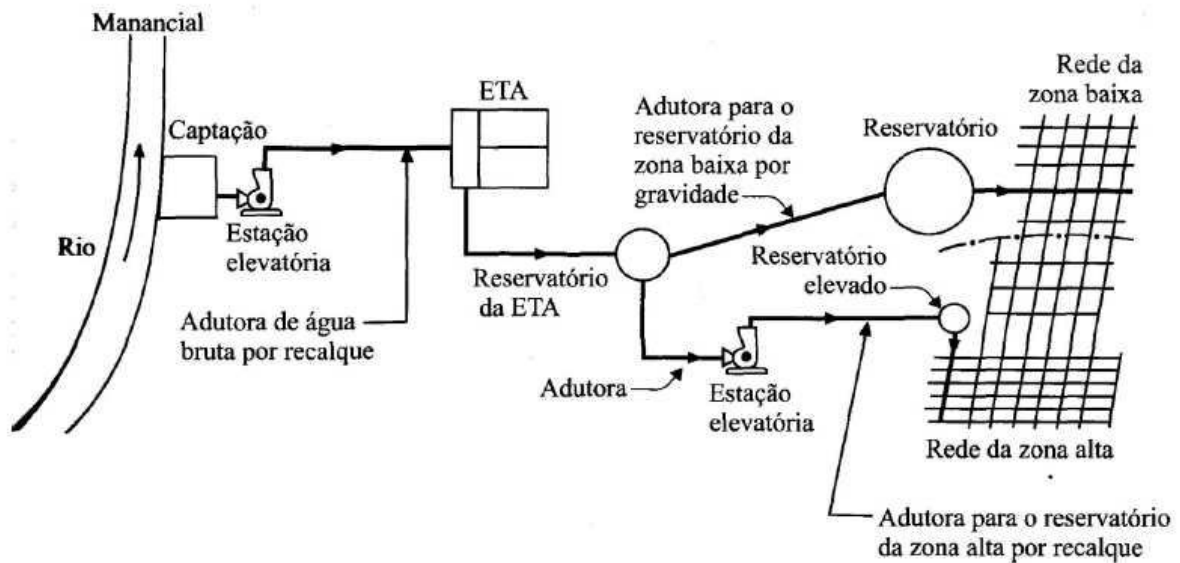 Manancial
Rio
Captação
Estação
elevatória
Adutora de água
bruta por recalque
ETA
Reservatório
da ETA
Adutora para o
reservatório da
zona baixa por
gravidade
Reservatório
Rede da
zona baixa
Reservatório
elevado
Adutora
Estação
elevatória
Rede da zona alta
Adutora para o reservatório
da zona alta por recalque